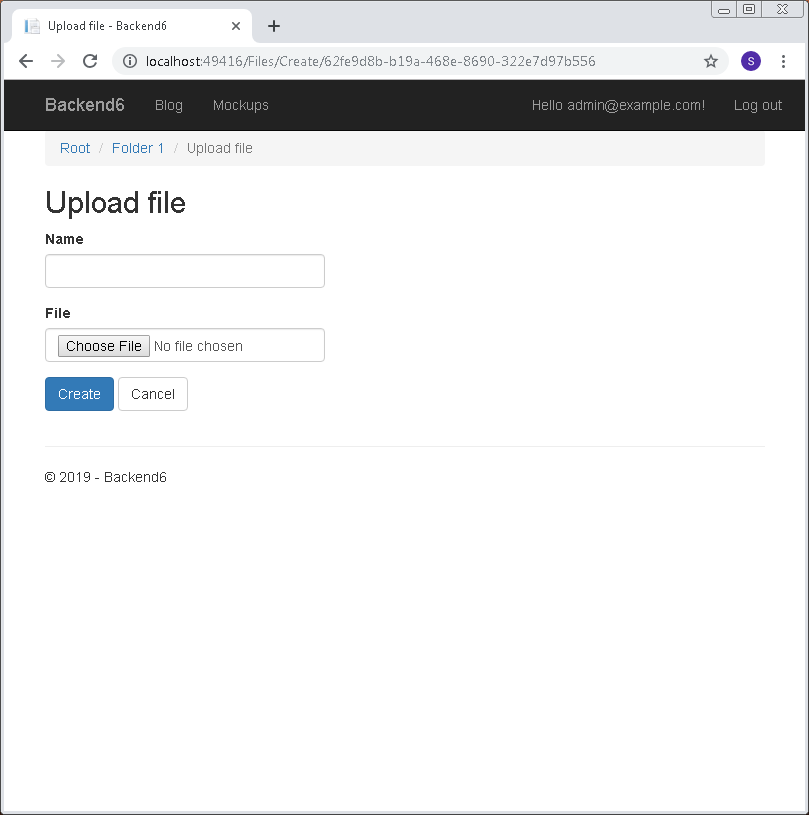 Upload file - Backend6
localhost:49416/Files/Create/62fe9d8b-b19a-468e-8690-322e7d97b556
S
Backend6 Blog Mockups Hello admin@example.com! Log out
Root / Folder 1 / Upload file
Upload file
Name
File
Choose File No file chosen
Create Cancel
© 2019 - Backend6